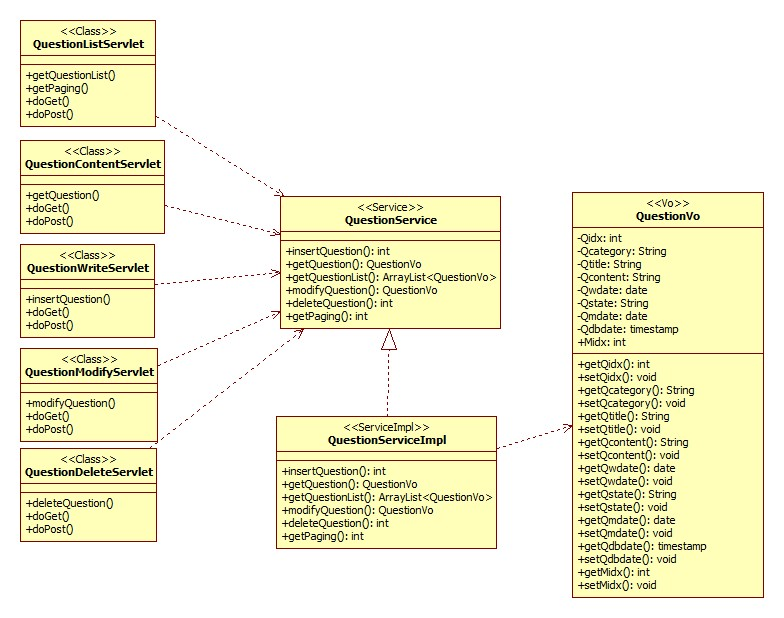 <<Class>>
QuestionListServlet
+getQuestionList()
+getPaging()
+doGet()
+doPost()
<<Class>>
QuestionContentServlet
+getQuestion()
+doGet()
+doPost()
<<Class>>
QuestionWriteServlet
+insertQuestion()
+doGet()
+doPost()
<<Class>>
QuestionModifyServlet
+modifyQuestion()
+doGet()
+doPost()
<<Class>>
QuestionDeleteServlet
+deleteQuestion()
+doGet()
+doPost()
<<Service>>
QuestionService
+insertQuestion(): int
+getQuestion(): QuestionVo
+getQuestionList(): ArrayList<QuestionVo>
+modifyQuestion(): QuestionVo
+deleteQuestion(): int
+getPaging(): int
<<ServiceImpl>>
QuestionServiceImpl
+insertQuestion(): int
+getQuestion(): QuestionVo
+getQuestionList(): ArrayList<QuestionVo>
+modifyQuestion(): QuestionVo
+deleteQuestion(): int
+getPaging(): int
<<Vo>>
QuestionVo
-Qidx: int
-Qcategory: String
-Qtitle: String
-Qcontent: String
-Qwdate: date
-Qstate: String
-Qmdate: date
-Qdbdate: timestamp
+Midx: int
+getQidx(): int
+setQidx(): void
+getQcategory(): String
+setQcategory(): void
+getQtitle(): String
+setQtitle(): void
+getQcontent(): String
+setQcontent(): void
+getQwdate(): date
+setQwdate(): void
+getQstate(): String
+setQstate(): void
+getQmdate(): date
+setQmdate(): void
+getQdbdate(): timestamp
+setQdbdate(): void
+getMidx(): int
+setMidx(): void